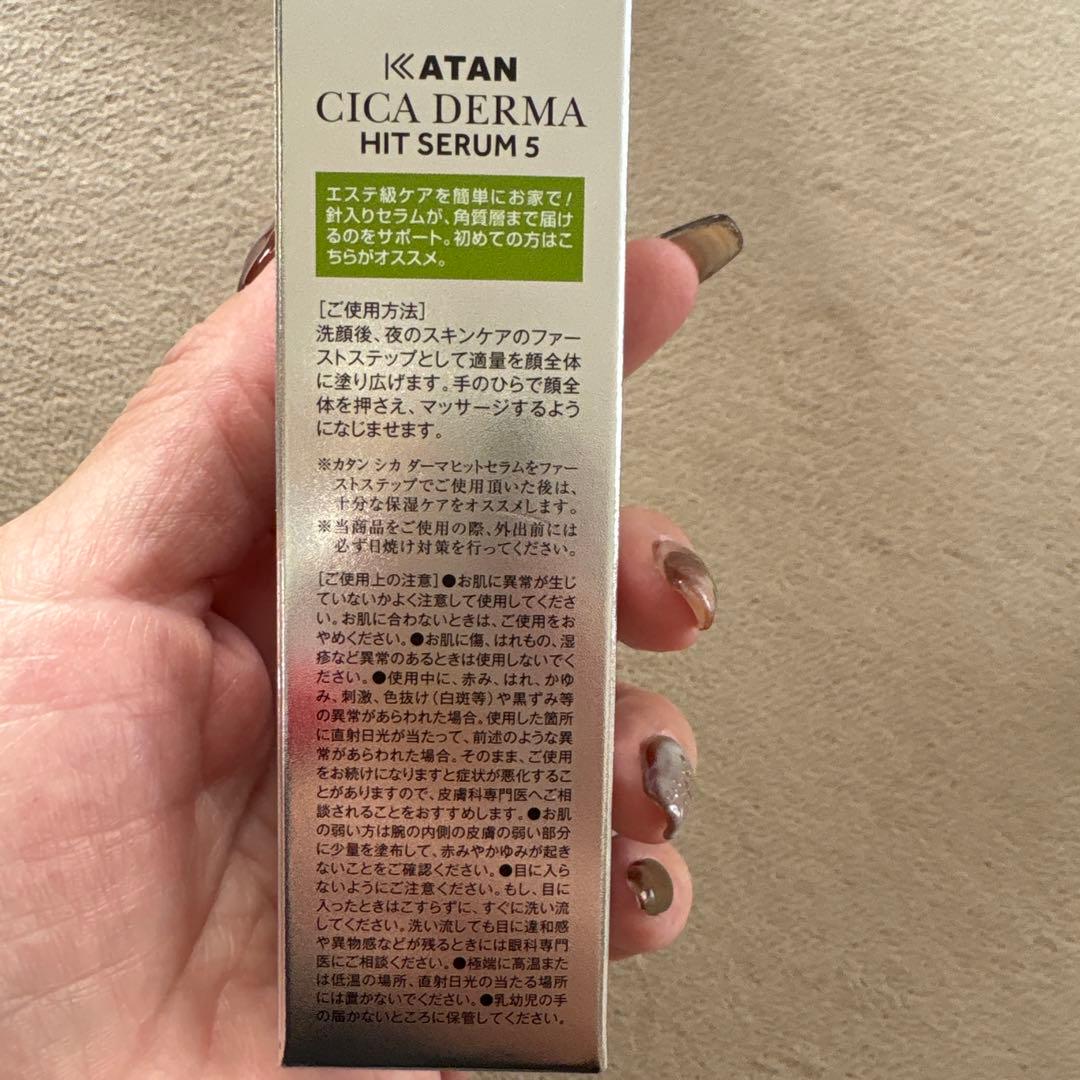 KATAN
CICA DERMA
HIT SERUM 5
エステ級ケアを簡単にお家で!
針入りセラムが、角質層まで届け
るのをサポート。初めての方はこ
ちらがオススメ。
［ご使用方法］
洗顔後、夜のスキンケアのファー
ストステップとして適量を顔全体
に塗り広げます。手のひらで顔全
体を押さえ、マッサージするよう
になじませます。
※カタン シカ ダーマヒットセラムをファー
ストステップでご使用頂いた後は、
十分な保湿ケアをオススメします。
※当商品をご使用の際、外出前には
必ず日焼け対策を行ってください。
［ご使用上の注意］●お肌に異常が生じ
ていないかよく注意して使用してくださ
い。お肌に合わないときは、ご使用をお
やめください。●お肌に傷、はれもの、湿
疹など異常のあるときは使用しないでく
ださい。●使用中に、赤み、はれ、かゆ
み、刺激、色抜け（白斑等）や黒ずみ等
の異常があらわれた場合。使用した箇所
に直射日光が当たって、前述のような異
常があらわれた場合。そのまま、ご使用
をお続けになりますと症状が悪化するこ
とがありますので、皮膚科専門医へご相
談されることをおすすめします。●お肌
の弱い方は腕の内側の皮膚の弱い部分
に少量を塗布して、赤みやかゆみが起き
ないことをご確認ください。●目に入ら
ないようにご注意ください。もし、目に
入ったときはこすらずに、すぐに洗い流
してください。洗い流しても目に違和感
や異物感などが残るときには眼科専門
医にご相談ください。●極端に高温また
は低温の場所、直射日光の当たる場所
には置かないでください。●乳幼児の手
の届かないところに保管してください。